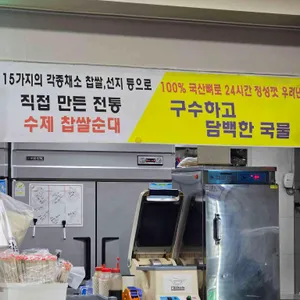 15가지의 각종채소 찹쌀,선지 등으로
직접 만든 전통
수제 찹쌀순대
100% 국산뼈로 24시간 정성껏 우려낸
구수하고
담백한 국물